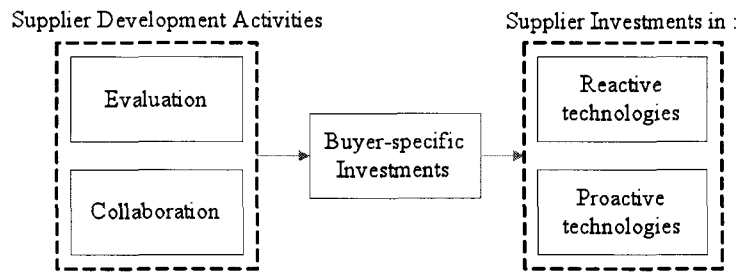 Supplier Development Activities
Supplier Investments in :
Evaluation
Collaboration
Buyer-specific
Investments
Reactive
technologies
Proactive
technologies